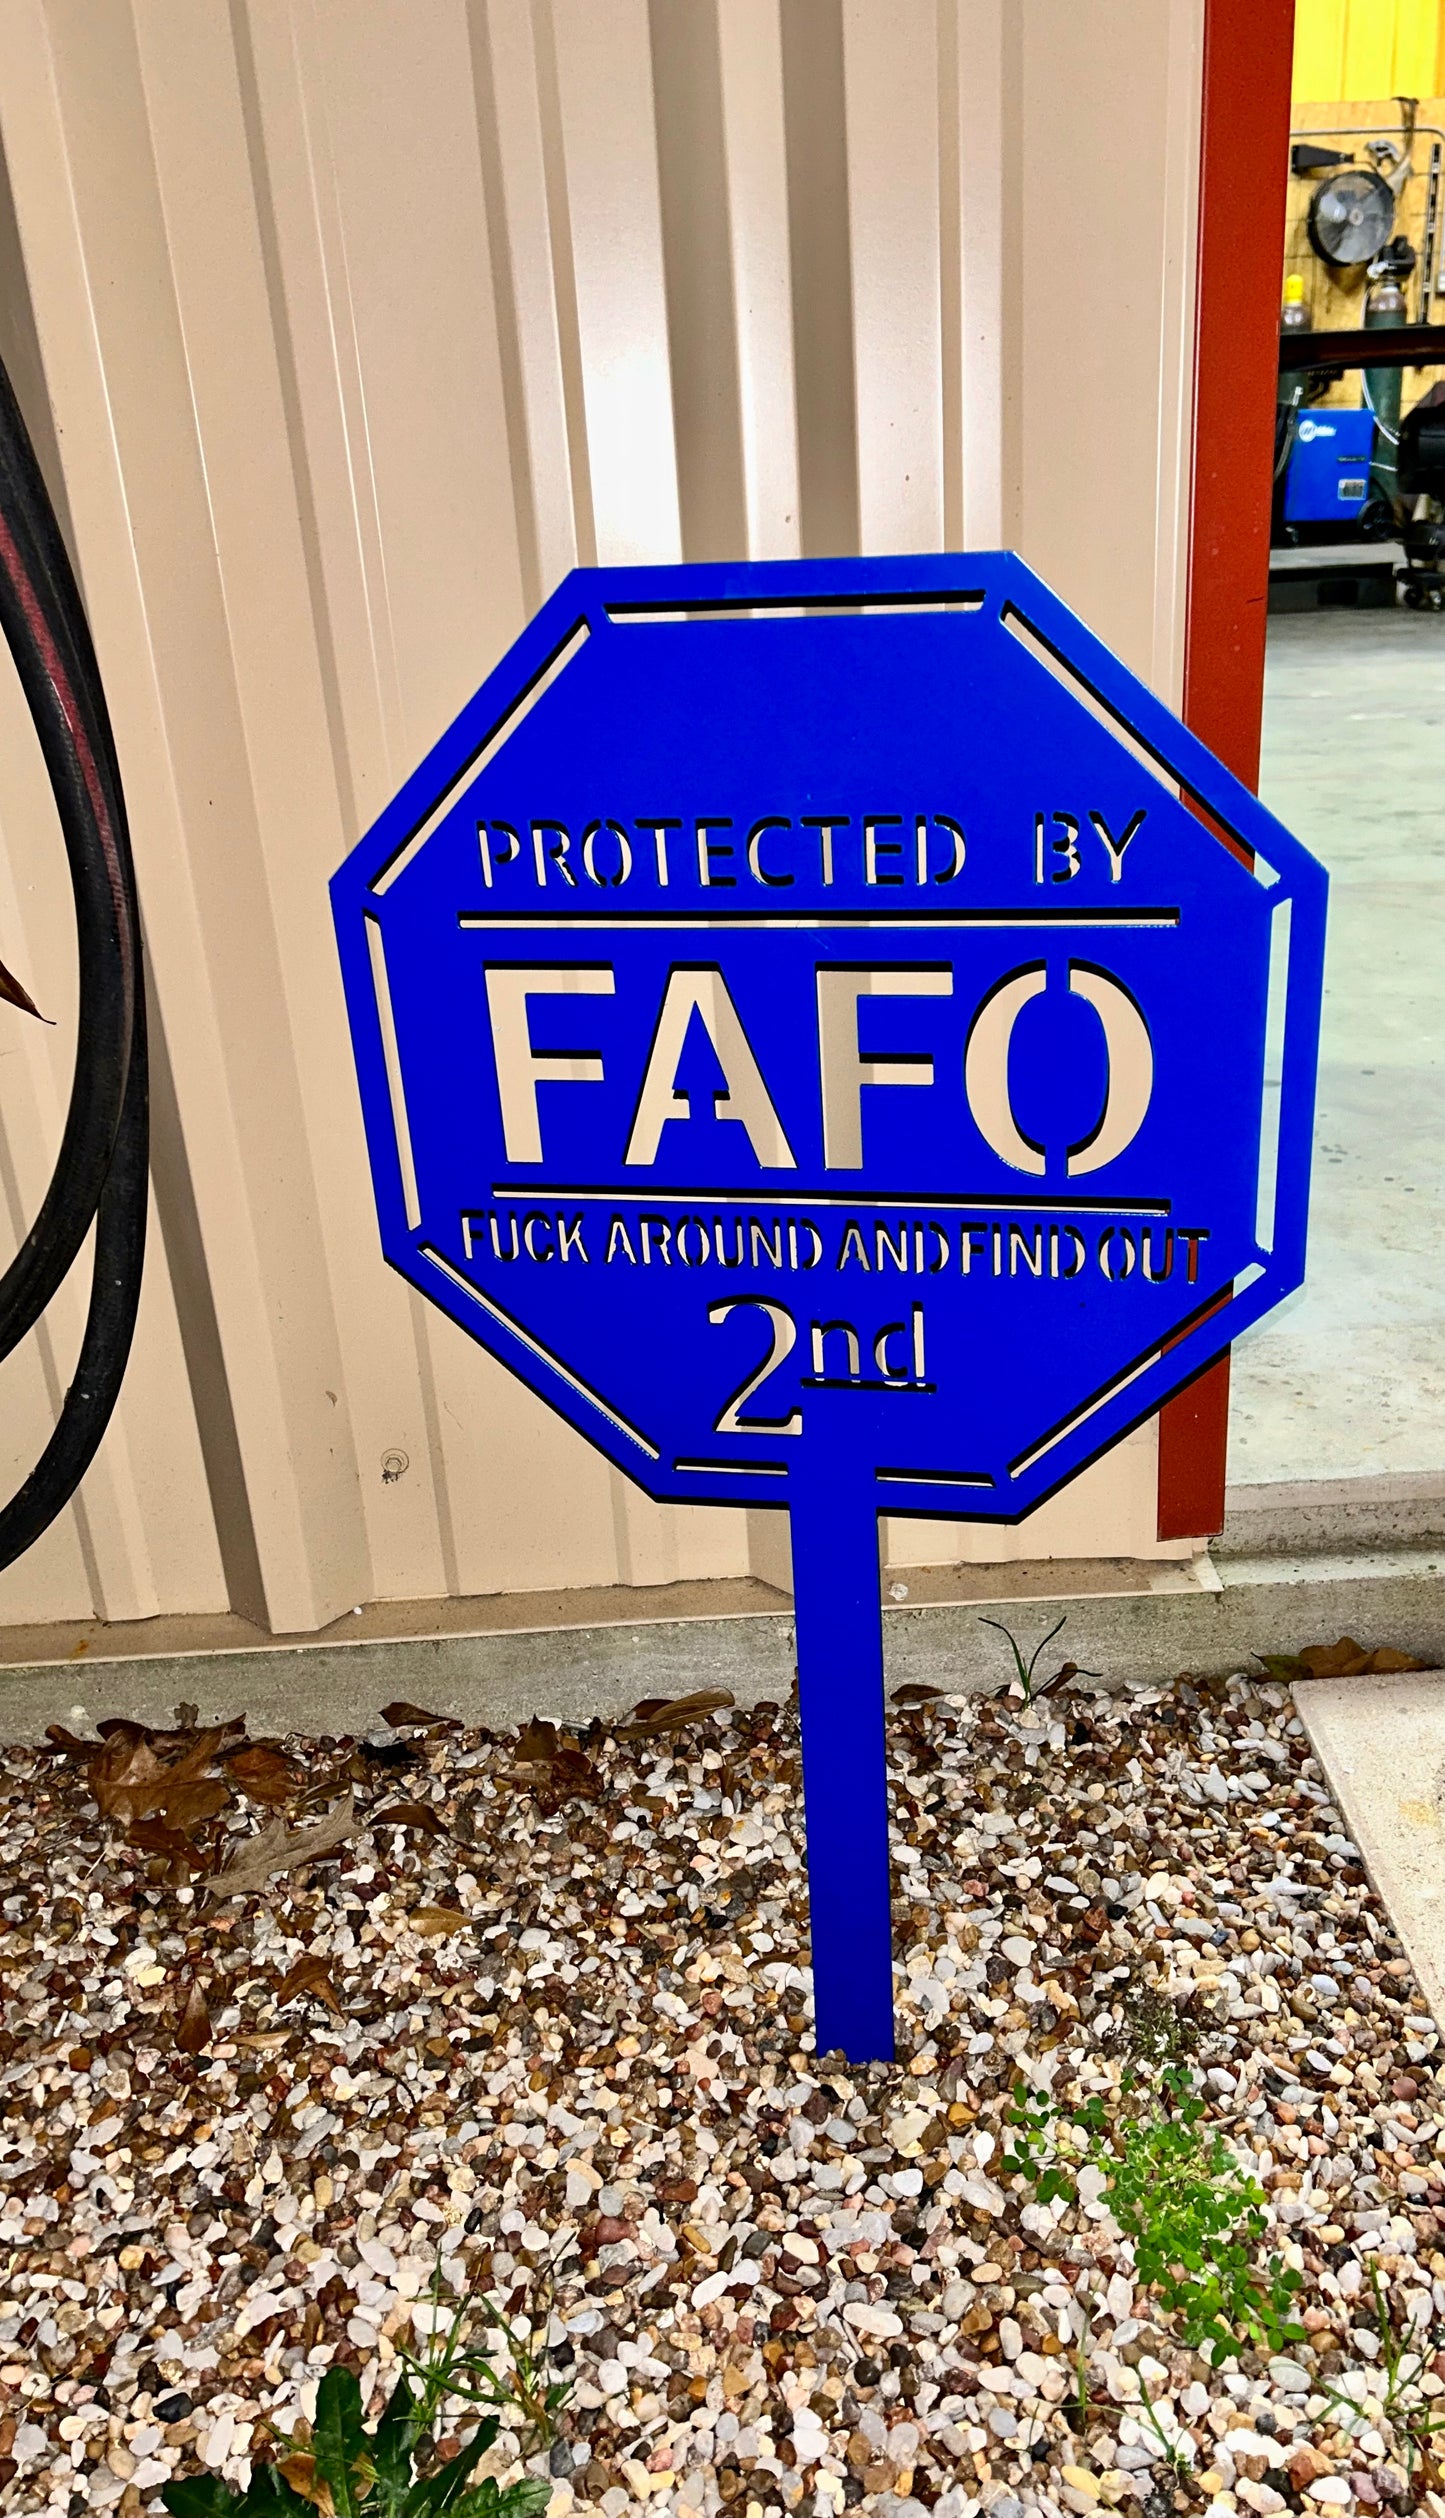 PROTECTED BY
FAFO
FUCK AROUND AND FIND OUT
2nd